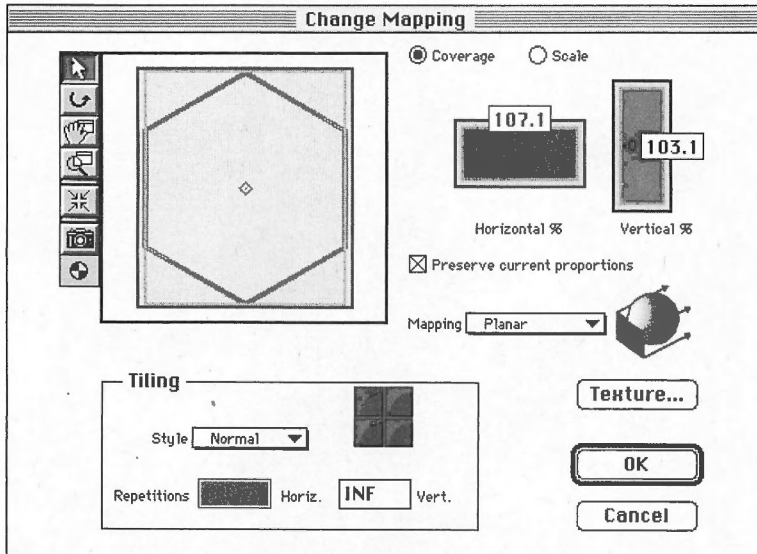 Change Mapping
Coverage
Scale
107.1
103.1
Horizontal %
Vertical %
Preserve current proportions
Mapping
Planar
Tiling
Style
Normal
Repetitions
Horiz.
INF
Vert.
Texture...
OK
Cancel